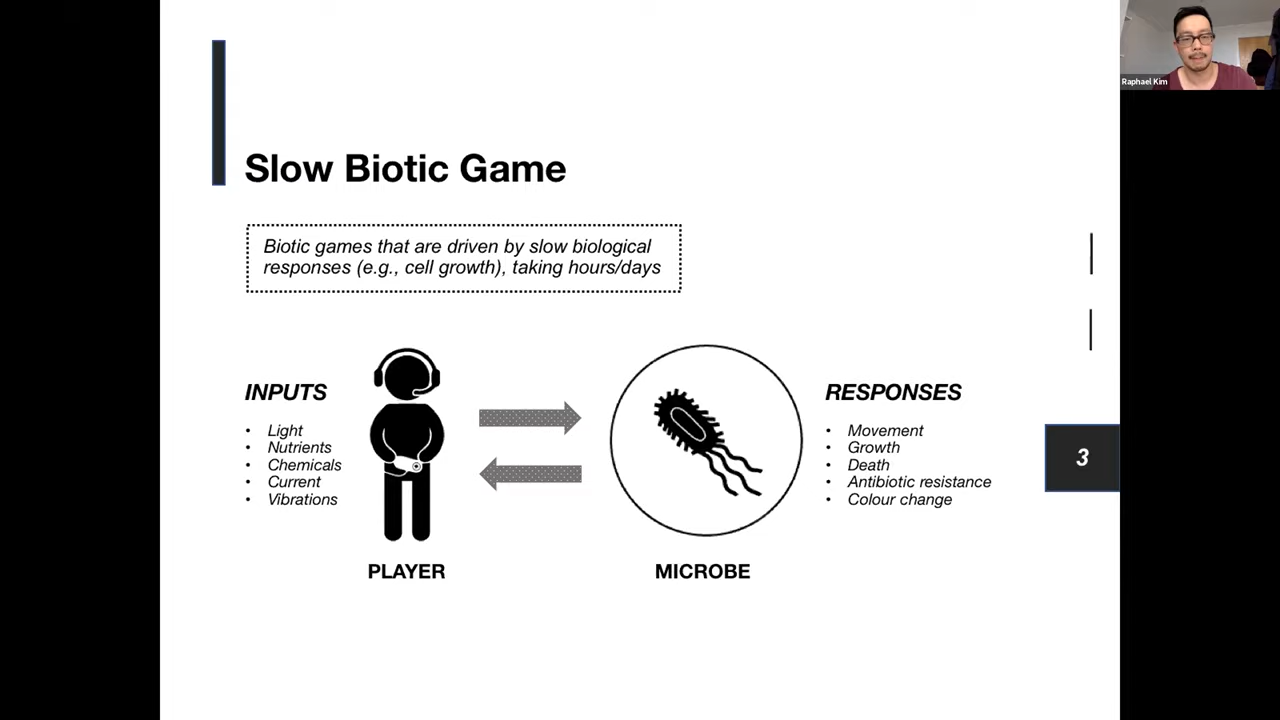 Raphael Kim
Slow Biotic Game
Biotic games that are driven by slow biological
responses (e.g., cell growth), taking hours/days
INPUTS
• Light
• Nutrients
• Chemicals
• Current
• Vibrations
RESPONSES
• Movement
• Growth
• Death
• Antibiotic resistance
• Colour change
3
PLAYER
MICROBE